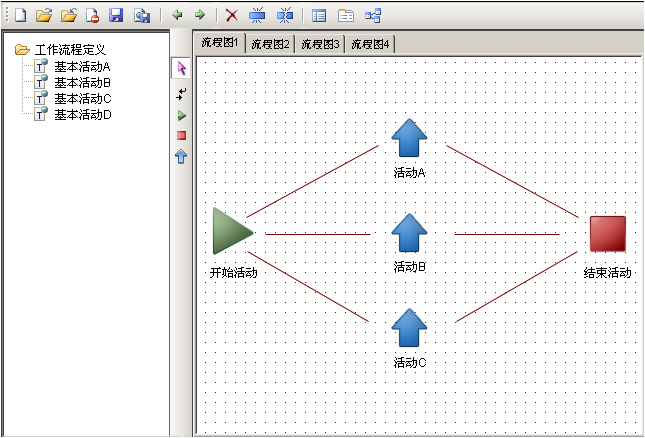 工作流程定义
基本活动A
基本活动B
基本活动C
基本活动D
流程图1 流程图2 流程图3 流程图4
活动A
开始活动
活动B
结束活动
活动C